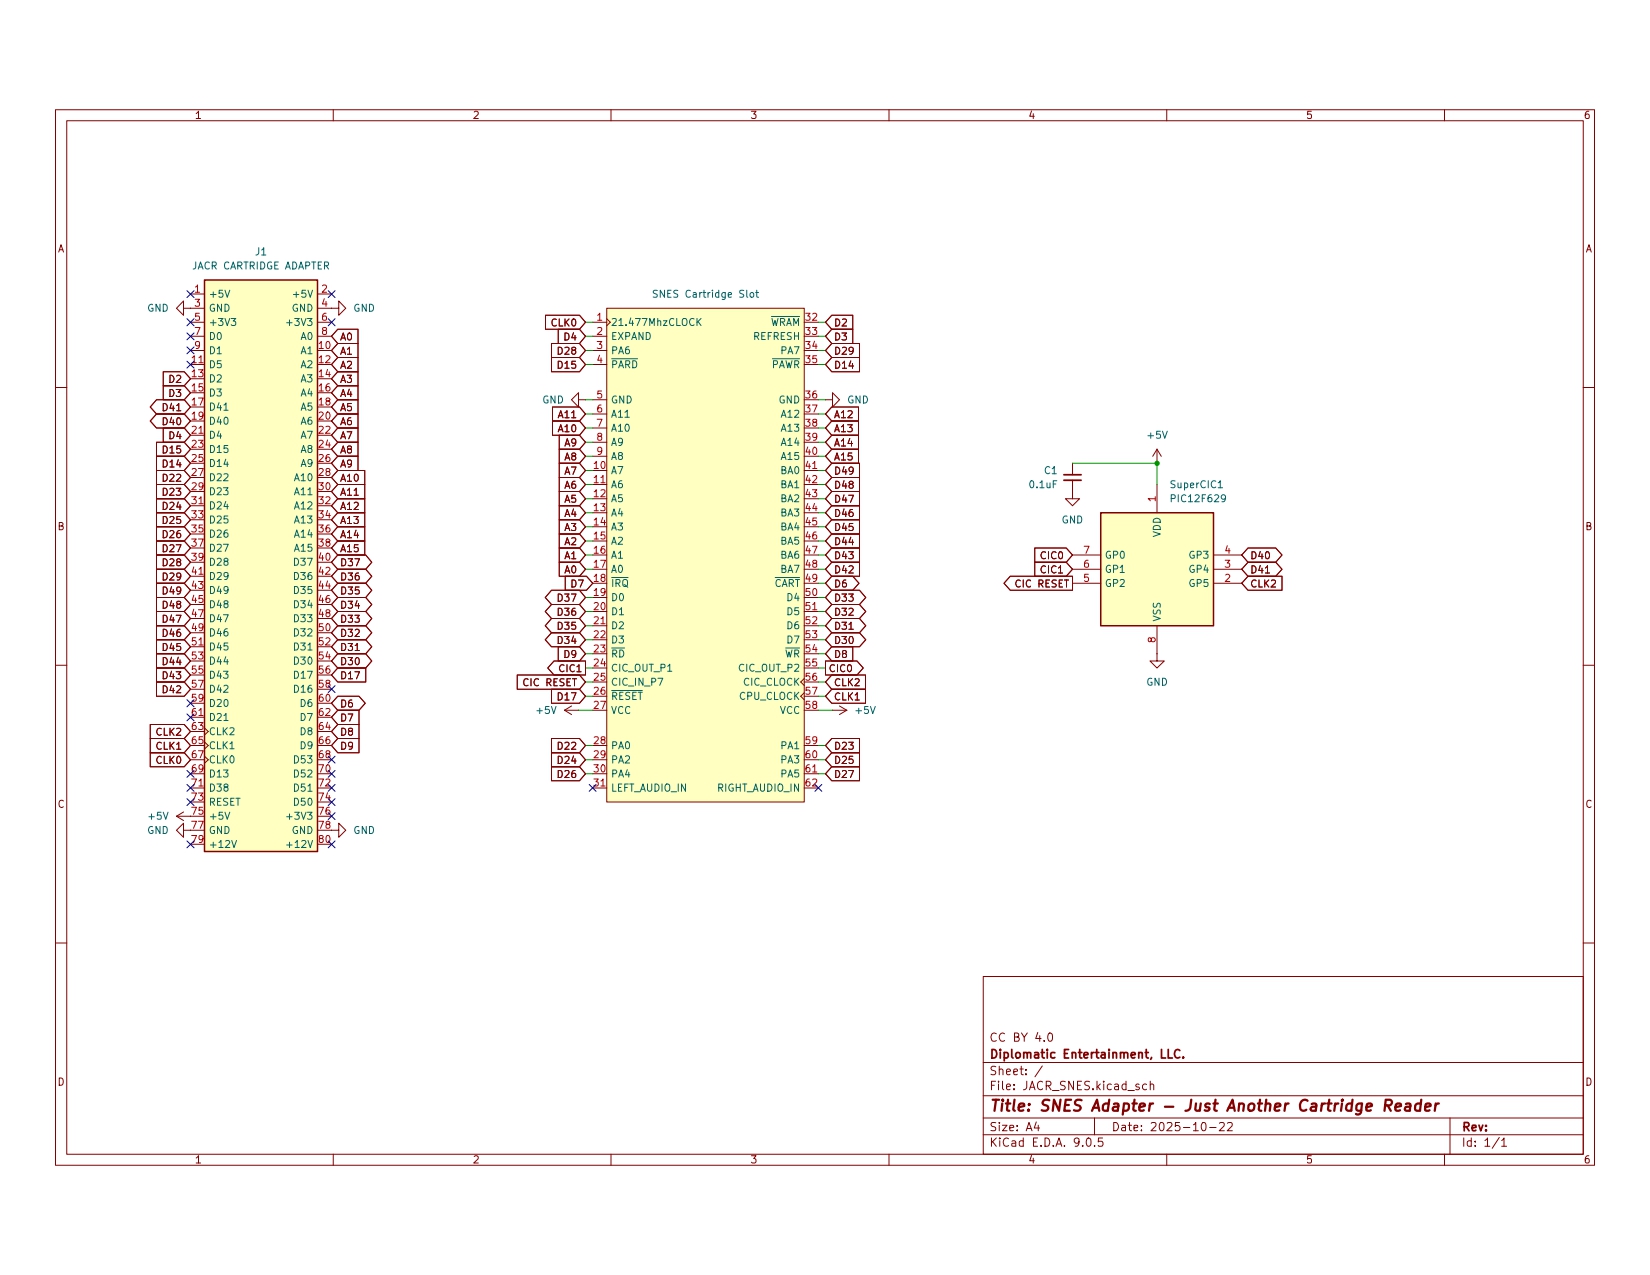 1 2 3 4 5 6
A A
J1
JACR CARTRIDGE ADAPTER
1 +5V +5V 2
GND 3 GND GND 4 GND
5 +3V3 +3V3 6
7 D0 A0 8 A0
9 D1 A1 10 A1
11 D5 A2 12 A2
D2 13 D2 A3 14 A3
D3 15 D3 A4 16 A4
D41 17 D41 A5 18 A5
D40 19 D40 A6 20 A6
D4 21 D4 A7 22 A7
D15 23 D15 A8 24 A8
D14 25 D14 A9 26 A9
D22 27 D22 A10 28 A10
D23 29 D23 A11 30 A11
D24 31 D24 A12 32 A12
D25 33 D25 A13 34 A13
D26 35 D26 A14 36 A14
D27 37 D27 A15 38 A15
D28 39 D28 D37 40 D37
D29 41 D29 D36 42 D36
D49 43 D49 D35 44 D35
D48 45 D48 D34 46 D34
D47 47 D47 D33 48 D33
D46 49 D46 D32 50 D32
D45 51 D45 D31 52 D31
D44 53 D44 D30 54 D30
D43 55 D43 D17 56 D17
D42 57 D42 D16 58
59 D20 D6 60 D6
61 D21 D7 62 D7
CLK2 63 CLK2 D8 64 D8
CLK1 65 CLK1 D9 66 D9
CLK0 67 CLK0 D53 68
69 D13 D52 70
71 D38 D51 72
73 RESET D50 74
+5V 75 +5V +3V3 76
GND 77 GND GND 78 GND
79 +12V +12V 80
SNES Cartridge Slot
CLK0 1 21.477MhzCLOCK WRAM 32 D2
D4 2 EXPAND REFRESH 33 D3
D28 3 PA6 PA7 34 D29
D15 4 PARD PAWR 35 D14
GND 5 GND GND 36 GND
A11 6 A11 A12 37 A12
A10 7 A10 A13 38 A13
A9 8 A9 A14 39 A14
A8 9 A8 A15 40 A15
A7 10 A7 BA0 41 D49
A6 11 A6 BA1 42 D48
A5 12 A5 BA2 43 D47
A4 13 A4 BA3 44 D46
A3 14 A3 BA4 45 D45
A2 15 A2 BA5 46 D44
A1 16 A1 BA6 47 D43
A0 17 A0 BA7 48 D42
D7 18 IRQ CART 49 D6
D37 19 D0 D4 50 D33
D36 20 D1 D5 51 D32
D35 21 D2 D6 52 D31
D34 22 D3 D7 53 D30
D9 23 RD WR 54 D8
CIC1 24 CIC_OUT_P1 CIC_OUT_P2 55 CIC0
CIC RESET 25 CIC_IN_P7 CIC_CLOCK 56 CLK2
D17 26 RESET CPU_CLOCK 57 CLK1
+5V 27 VCC VCC 58 +5V
D22 28 PA0 PA1 59 D23
D24 29 PA2 PA3 60 D25
D26 30 PA4 PA5 61 D27
31 LEFT_AUDIO_IN RIGHT_AUDIO_IN 62
+5V
C1
0.1uF
GND
SuperCIC1
PIC12F629
1
VDD
CIC0 7 GP0 GP3 4 D40
CIC1 6 GP1 GP4 3 D41
CIC RESET 5 GP2 GP5 2 CLK2
VSS
8
GND
B B
C C
D D
CC BY 4.0
Diplomatic Entertainment, LLC.
Sheet: /
File: JACR_SNES.kicad_sch
Title: SNES Adapter – Just Another Cartridge Reader
Size: A4 Date: 2025-10-22 Rev:
KiCad E.D.A. 9.0.5 Id: 1/1
1 2 3 4 5 6